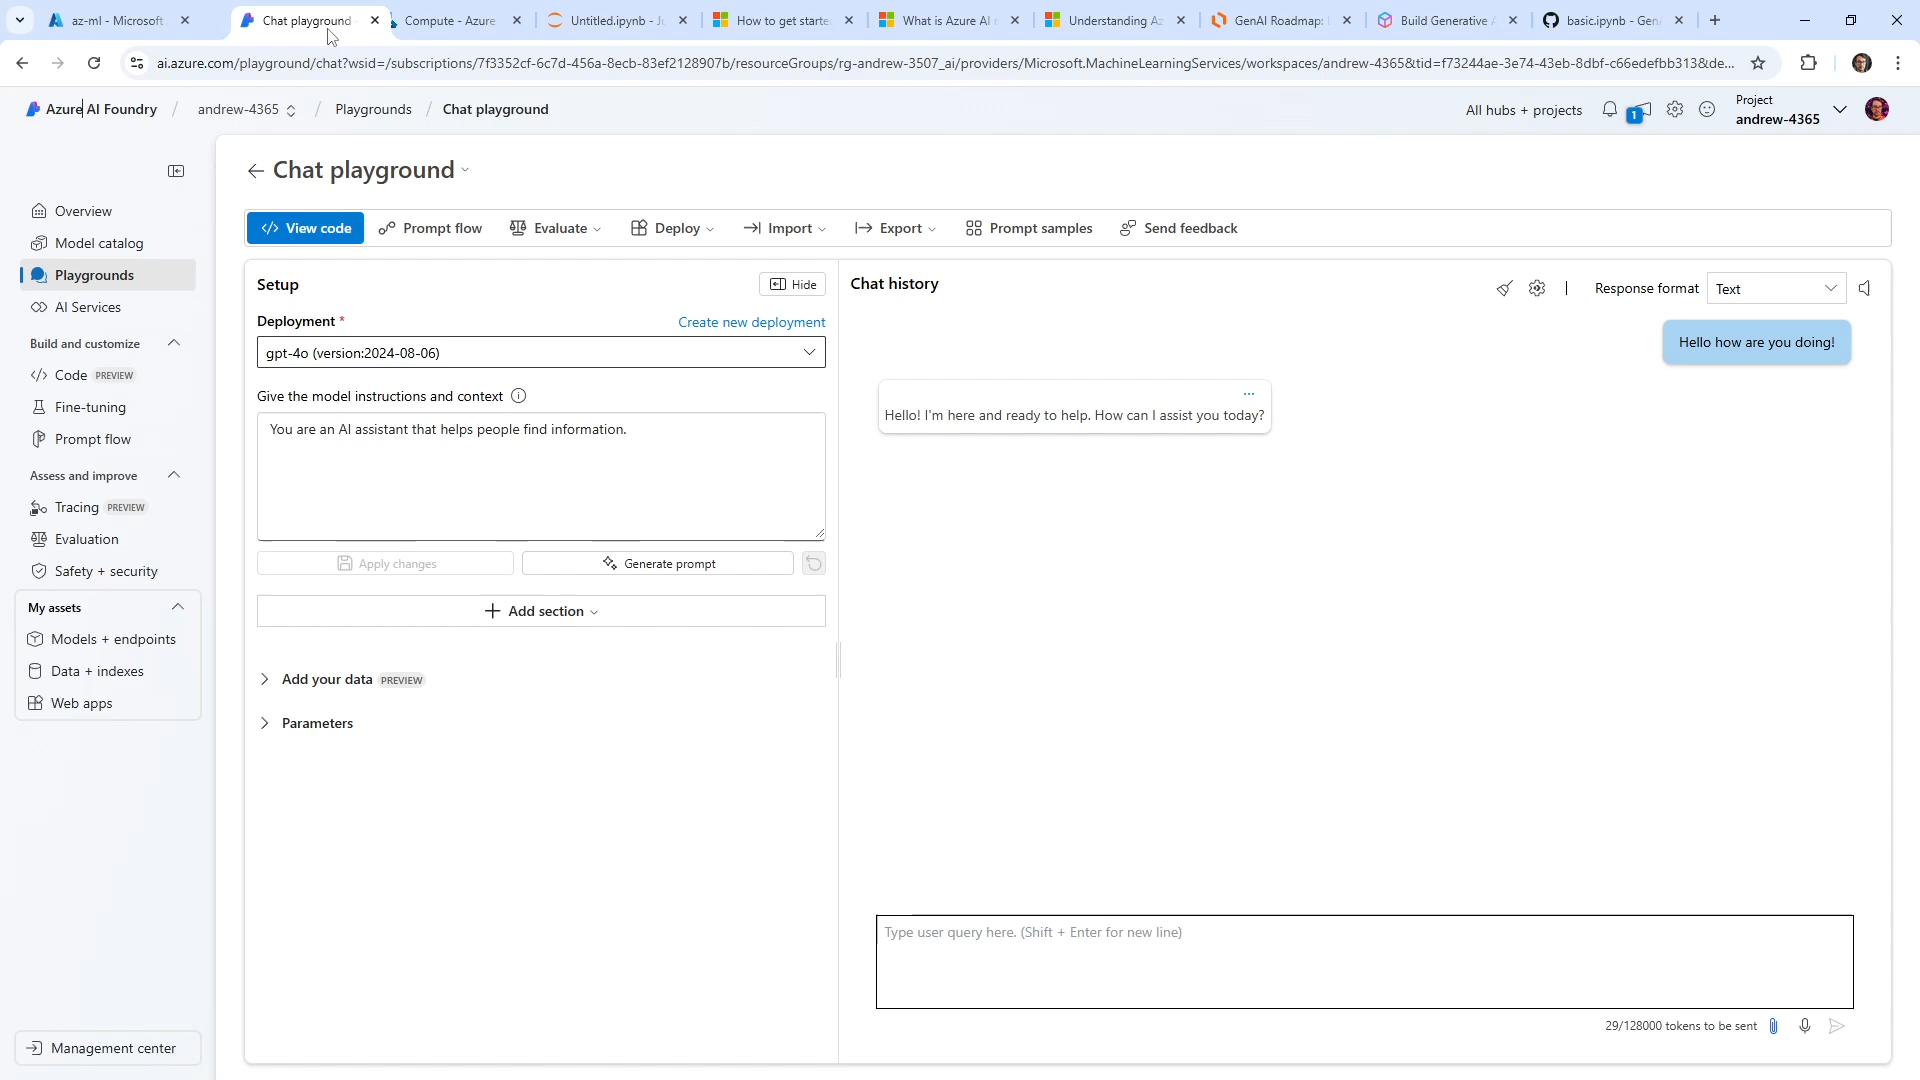 az-ml - Microsoft
Chat playground
Compute - Azure
Untitled.ipynb - Ju
How to get starte
What is Azure AI
Understanding Az
GenAI Roadmap:
Build Generative A
basic.ipynb - Gen
ai.azure.com/playground/chat?wsid=/subscriptions/7f3352cf-6c7d-456a-8ecb-83ef2128907b/resourceGroups/rg-andrew-3507_ai/providers/Microsoft.MachineLearningServices/workspaces/andrew-4365&tid=f73244ae-3e74-43eb-8dbf-c66edefbb313&de...
Azure AI Foundry / andrew-4365 / Playgrounds / Chat playground
All hubs + projects
1
Project
andrew-4365
Chat playground
Overview
Model catalog
Playgrounds
AI Services
Build and customize
Code PREVIEW
Fine-tuning
Prompt flow
Assess and improve
Tracing PREVIEW
Evaluation
Safety + security
My assets
Models + endpoints
Data + indexes
Web apps
Management center
View code
Prompt flow
Evaluate
Deploy
Import
Export
Prompt samples
Send feedback
Setup
Hide
Deployment *
Create new deployment
gpt-4o (version:2024-08-06)
Give the model instructions and context
You are an AI assistant that helps people find information.
Apply changes
Generate prompt
Add section
Add your data PREVIEW
Parameters
Chat history
Response format
Text
Hello how are you doing!
...
Hello! I'm here and ready to help. How can I assist you today?
Type user query here. (Shift + Enter for new line)
29/128000 tokens to be sent